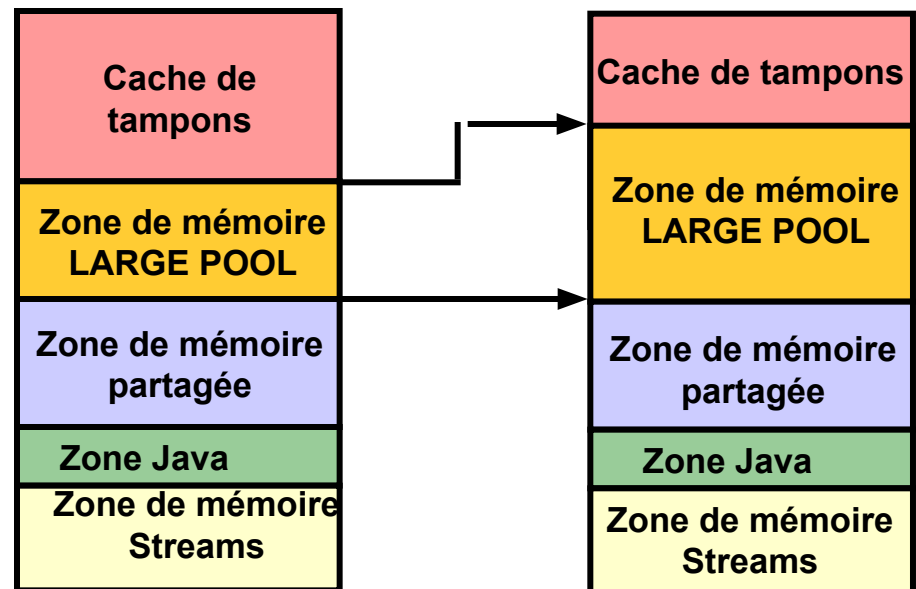 Cache de
tampons
Zone de mémoire
LARGE POOL
Zone de mémoire
partagée
Zone Java
Zone de mémoire
Streams
Cache de tampons
Zone de mémoire
LARGE POOL
Zone de mémoire
partagée
Zone Java
Zone de mémoire
Streams